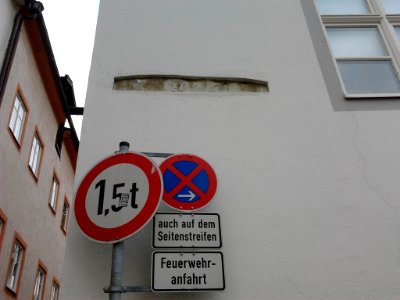 1,5t
auch auf dem
Seitenstreifen
Feuerwehr-
anfahrt